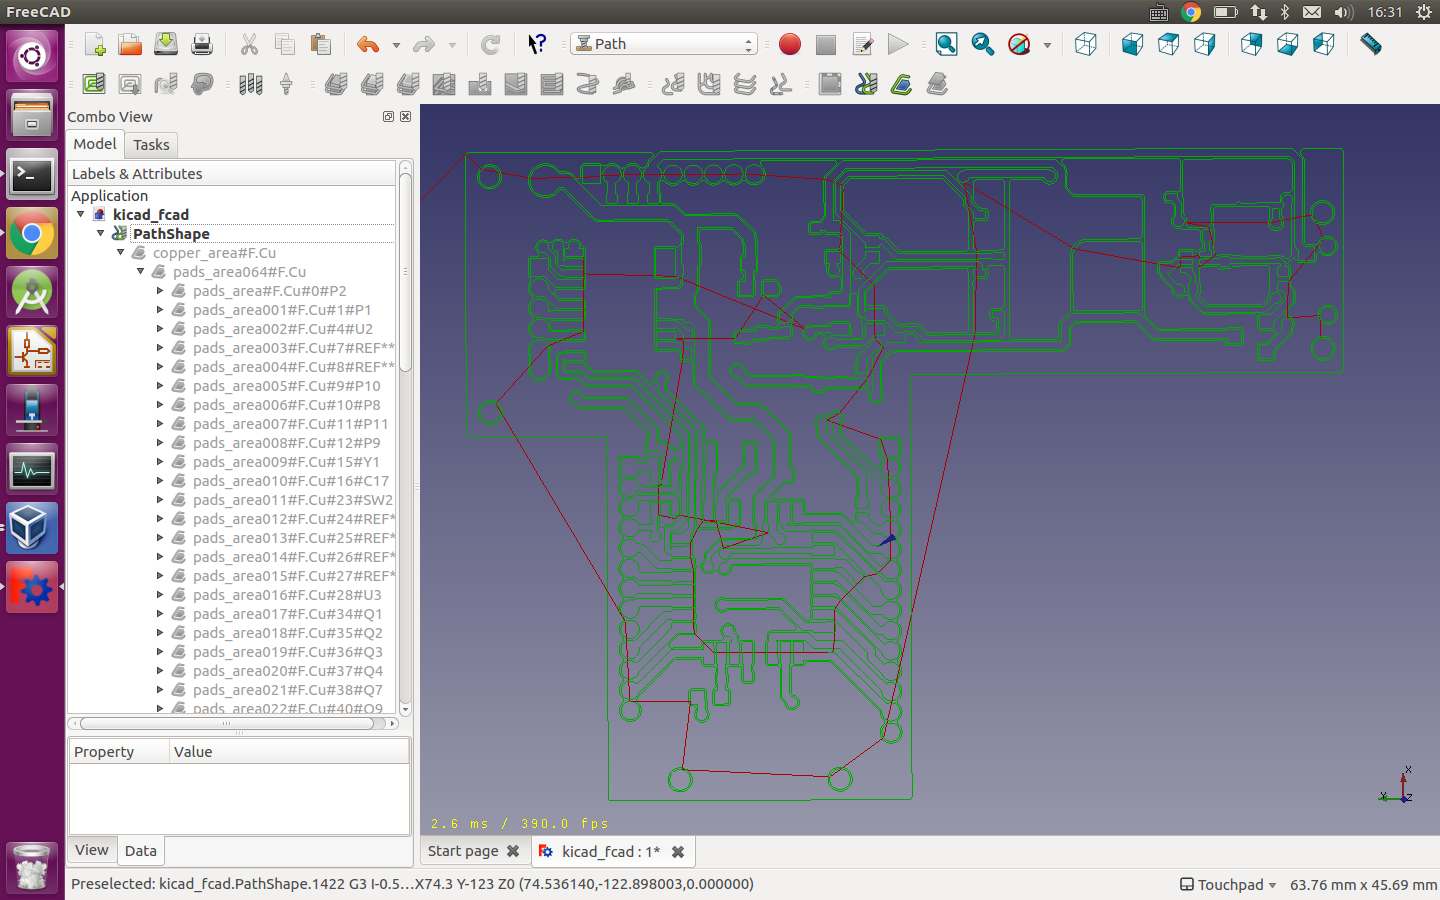 FreeCAD
16:31
Path
Combo View
Model
Tasks
Labels & Attributes
Application
kicad_fcad
PathShape
copper_area#F.Cu
pads_area064#F.Cu
pads_area#F.Cu#0#P2
pads_area001#F.Cu#1#P1
pads_area002#F.Cu#4#U2
pads_area003#F.Cu#7#REF**
pads_area004#F.Cu#8#REF**
pads_area005#F.Cu#9#P10
pads_area006#F.Cu#10#P8
pads_area007#F.Cu#11#P11
pads_area008#F.Cu#12#P9
pads_area009#F.Cu#15#Y1
pads_area010#F.Cu#16#C17
pads_area011#F.Cu#23#SW2
pads_area012#F.Cu#24#REF*
pads_area013#F.Cu#25#REF*
pads_area014#F.Cu#26#REF*
pads_area015#F.Cu#27#REF*
pads_area016#F.Cu#28#U3
pads_area017#F.Cu#34#Q1
pads_area018#F.Cu#35#Q2
pads_area019#F.Cu#36#Q3
pads_area020#F.Cu#37#Q4
pads_area021#F.Cu#38#Q7
pads_area022#F.Cu#40#Q9
Property
Value
View
Data
X
Y
Z
2.6 ms / 390.0 fps
Start page
kicad_fcad : 1*
Preselected: kicad_fcad.PathShape.1422 G3 I-0.5...X74.3 Y-123 Z0 (74.536140,-122.898003,0.000000)
Touchpad
63.76 mm x 45.69 mm